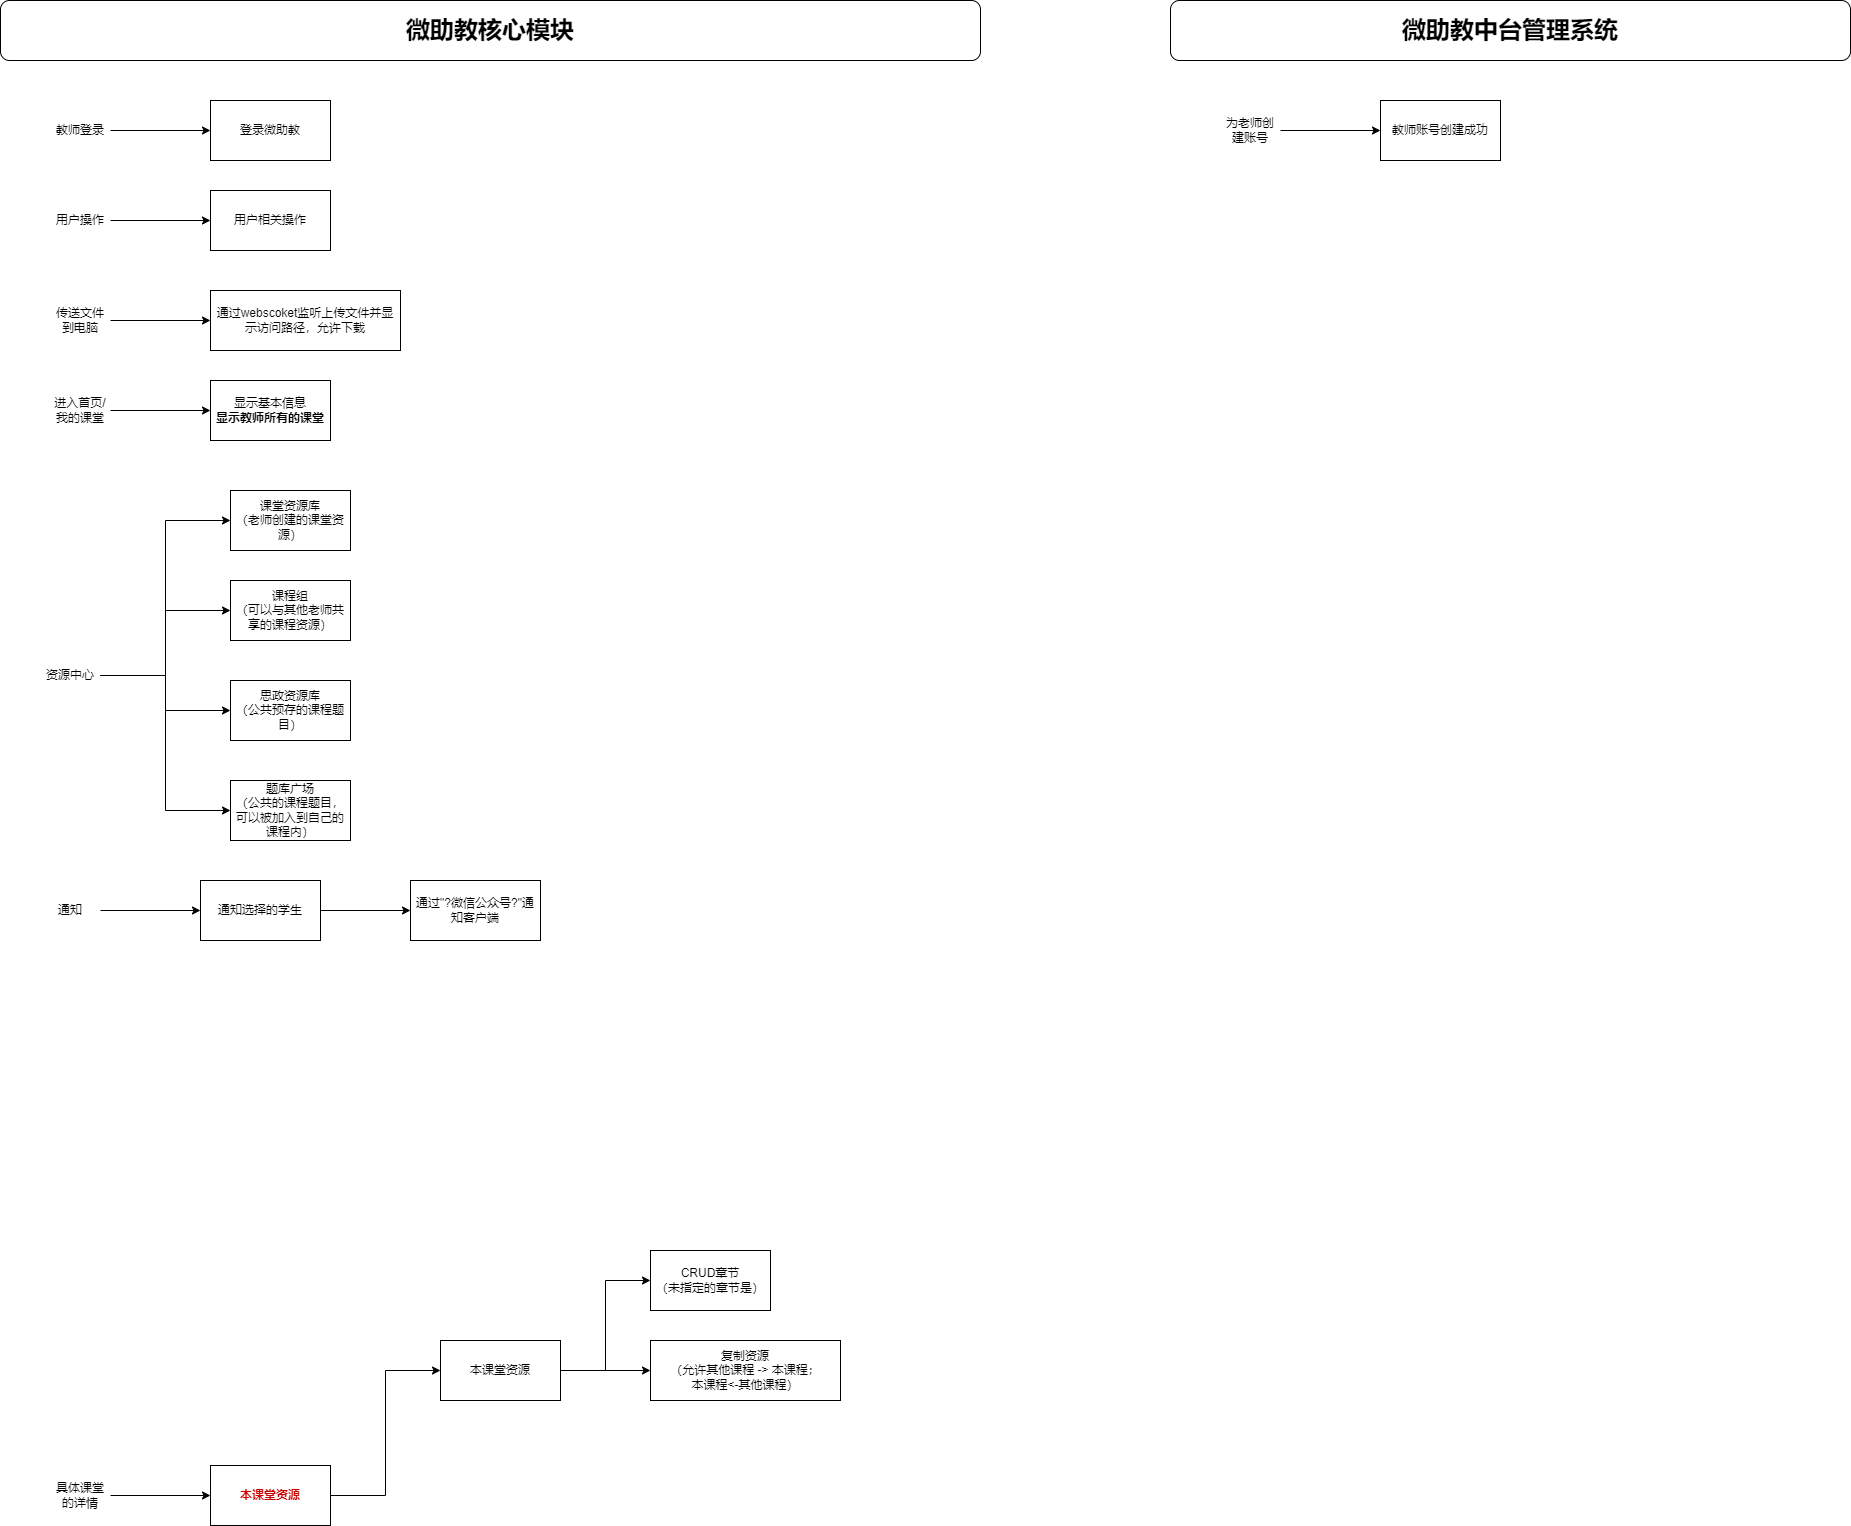 微助教核心模块
微助教中台管理系统
教师登录
登录微助教
为老师创
建账号
教师账号创建成功
用户操作
用户相关操作
传送文件
到电脑
通过webscoket监听上传文件并显
示访问路径，允许下载
进入首页/
我的课堂
显示基本信息
显示教师所有的课堂
课堂资源库
（老师创建的课堂资
源）
课程组
（可以与其他老师共
享的课程资源）
资源中心
思政资源库
（公共预存的课程题
目）
题库广场
（公共的课程题目，
可以被加入到自己的
课程内）
通知
通知选择的学生
通过"?微信公众号?"通
知客户端
CRUD章节
（未指定的章节是）
本课堂资源
复制资源
（允许其他课程 -> 本课程；
本课程<-其他课程）
具体课堂
的详情
本课堂资源